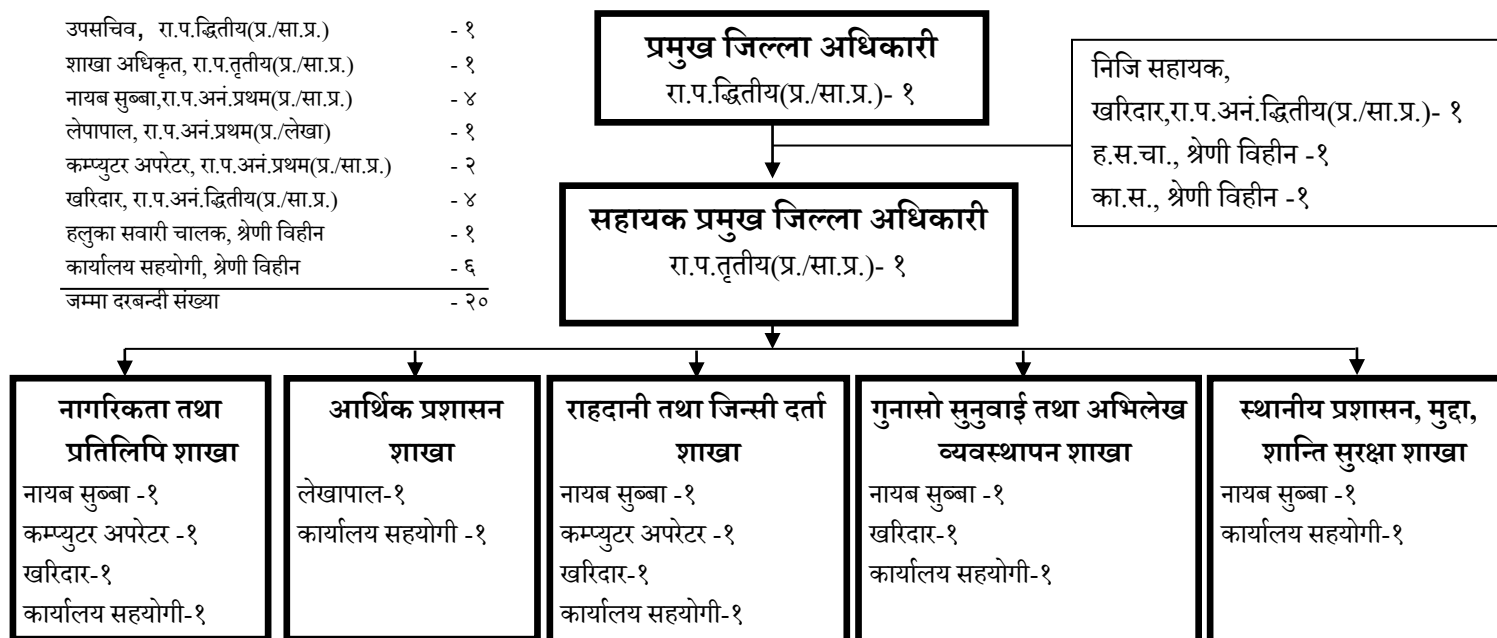 उपसचिव, रा.प.द्धितीय(प्र./सा.प्र.) - १
शाखा अधिकृत, रा.प.तृतीय(प्र./सा.प्र.) - १
नायब सुब्बा,रा.प.अनं.प्रथम(प्र./सा.प्र.) - ४
लेपापाल, रा.प.अनं.प्रथम(प्र./लेखा) - १
कम्प्युटर अपरेटर, रा.प.अनं.प्रथम(प्र./सा.प्र.) - २
खरिदार, रा.प.अनं.द्धितीय(प्र./सा.प्र.) - ४
हलुका सवारी चालक, श्रेणी विहीन - १
कार्यालय सहयोगी, श्रेणी विहीन - ६
जम्मा दरबन्दी संख्या - २०
प्रमुख जिल्ला अधिकारी
रा.प.द्धितीय(प्र./सा.प्र.)- १
निजि सहायक,
खरिदार,रा.प.अनं.द्धितीय(प्र./सा.प्र.)- १
ह.स.चा., श्रेणी विहीन -१
का.स., श्रेणी विहीन -१
सहायक प्रमुख जिल्ला अधिकारी
रा.प.तृतीय(प्र./सा.प्र.)- १
नागरिकता तथा
प्रतिलिपि शाखा
नायब सुब्बा -१
कम्प्युटर अपरेटर -१
खरिदार-१
कार्यालय सहयोगी-१
आर्थिक प्रशासन
शाखा
लेखापाल-१
कार्यालय सहयोगी -१
राहदानी तथा जिन्सी दर्ता
शाखा
नायब सुब्बा -१
कम्प्युटर अपरेटर -१
खरिदार-१
कार्यालय सहयोगी-१
गुनासो सुनुवाई तथा अभिलेख
व्यवस्थापन शाखा
नायब सुब्बा -१
खरिदार-१
कार्यालय सहयोगी-१
स्थानीय प्रशासन, मुद्दा,
शान्ति सुरक्षा शाखा
नायब सुब्बा -१
कार्यालय सहयोगी-१